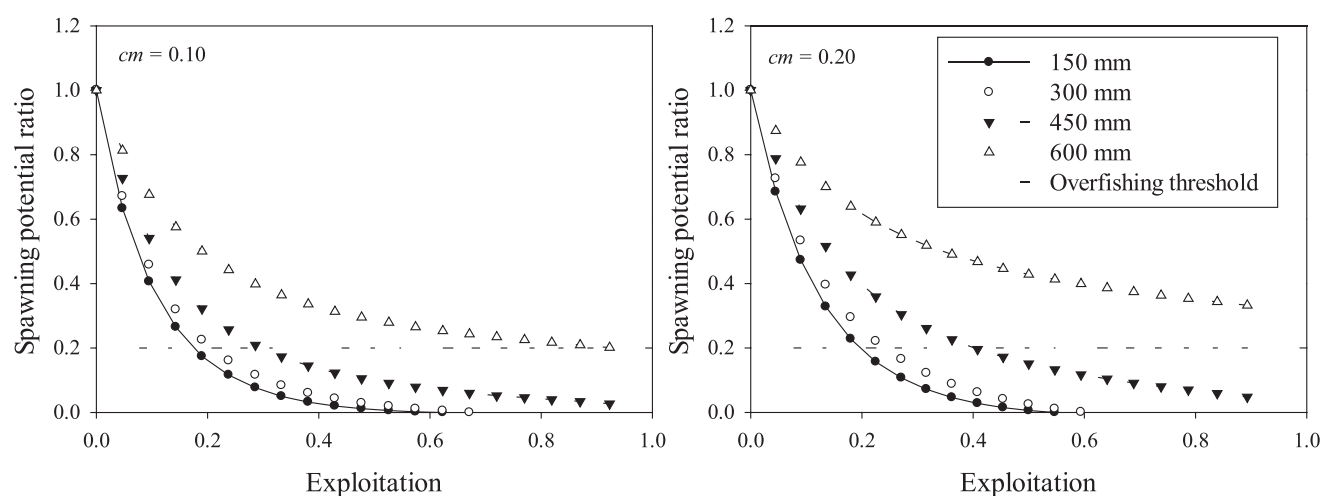 1.2
1.0
0.8
0.6
0.4
0.2
0.0
Spawning potential ratio
cm = 0.10
0.0 0.2 0.4 0.6 0.8 1.0
Exploitation
1.2
1.0
0.8
0.6
0.4
0.2
0.0
Spawning potential ratio
cm = 0.20
150 mm
300 mm
450 mm
600 mm
Overfishing threshold
0.0 0.2 0.4 0.6 0.8 1.0
Exploitation